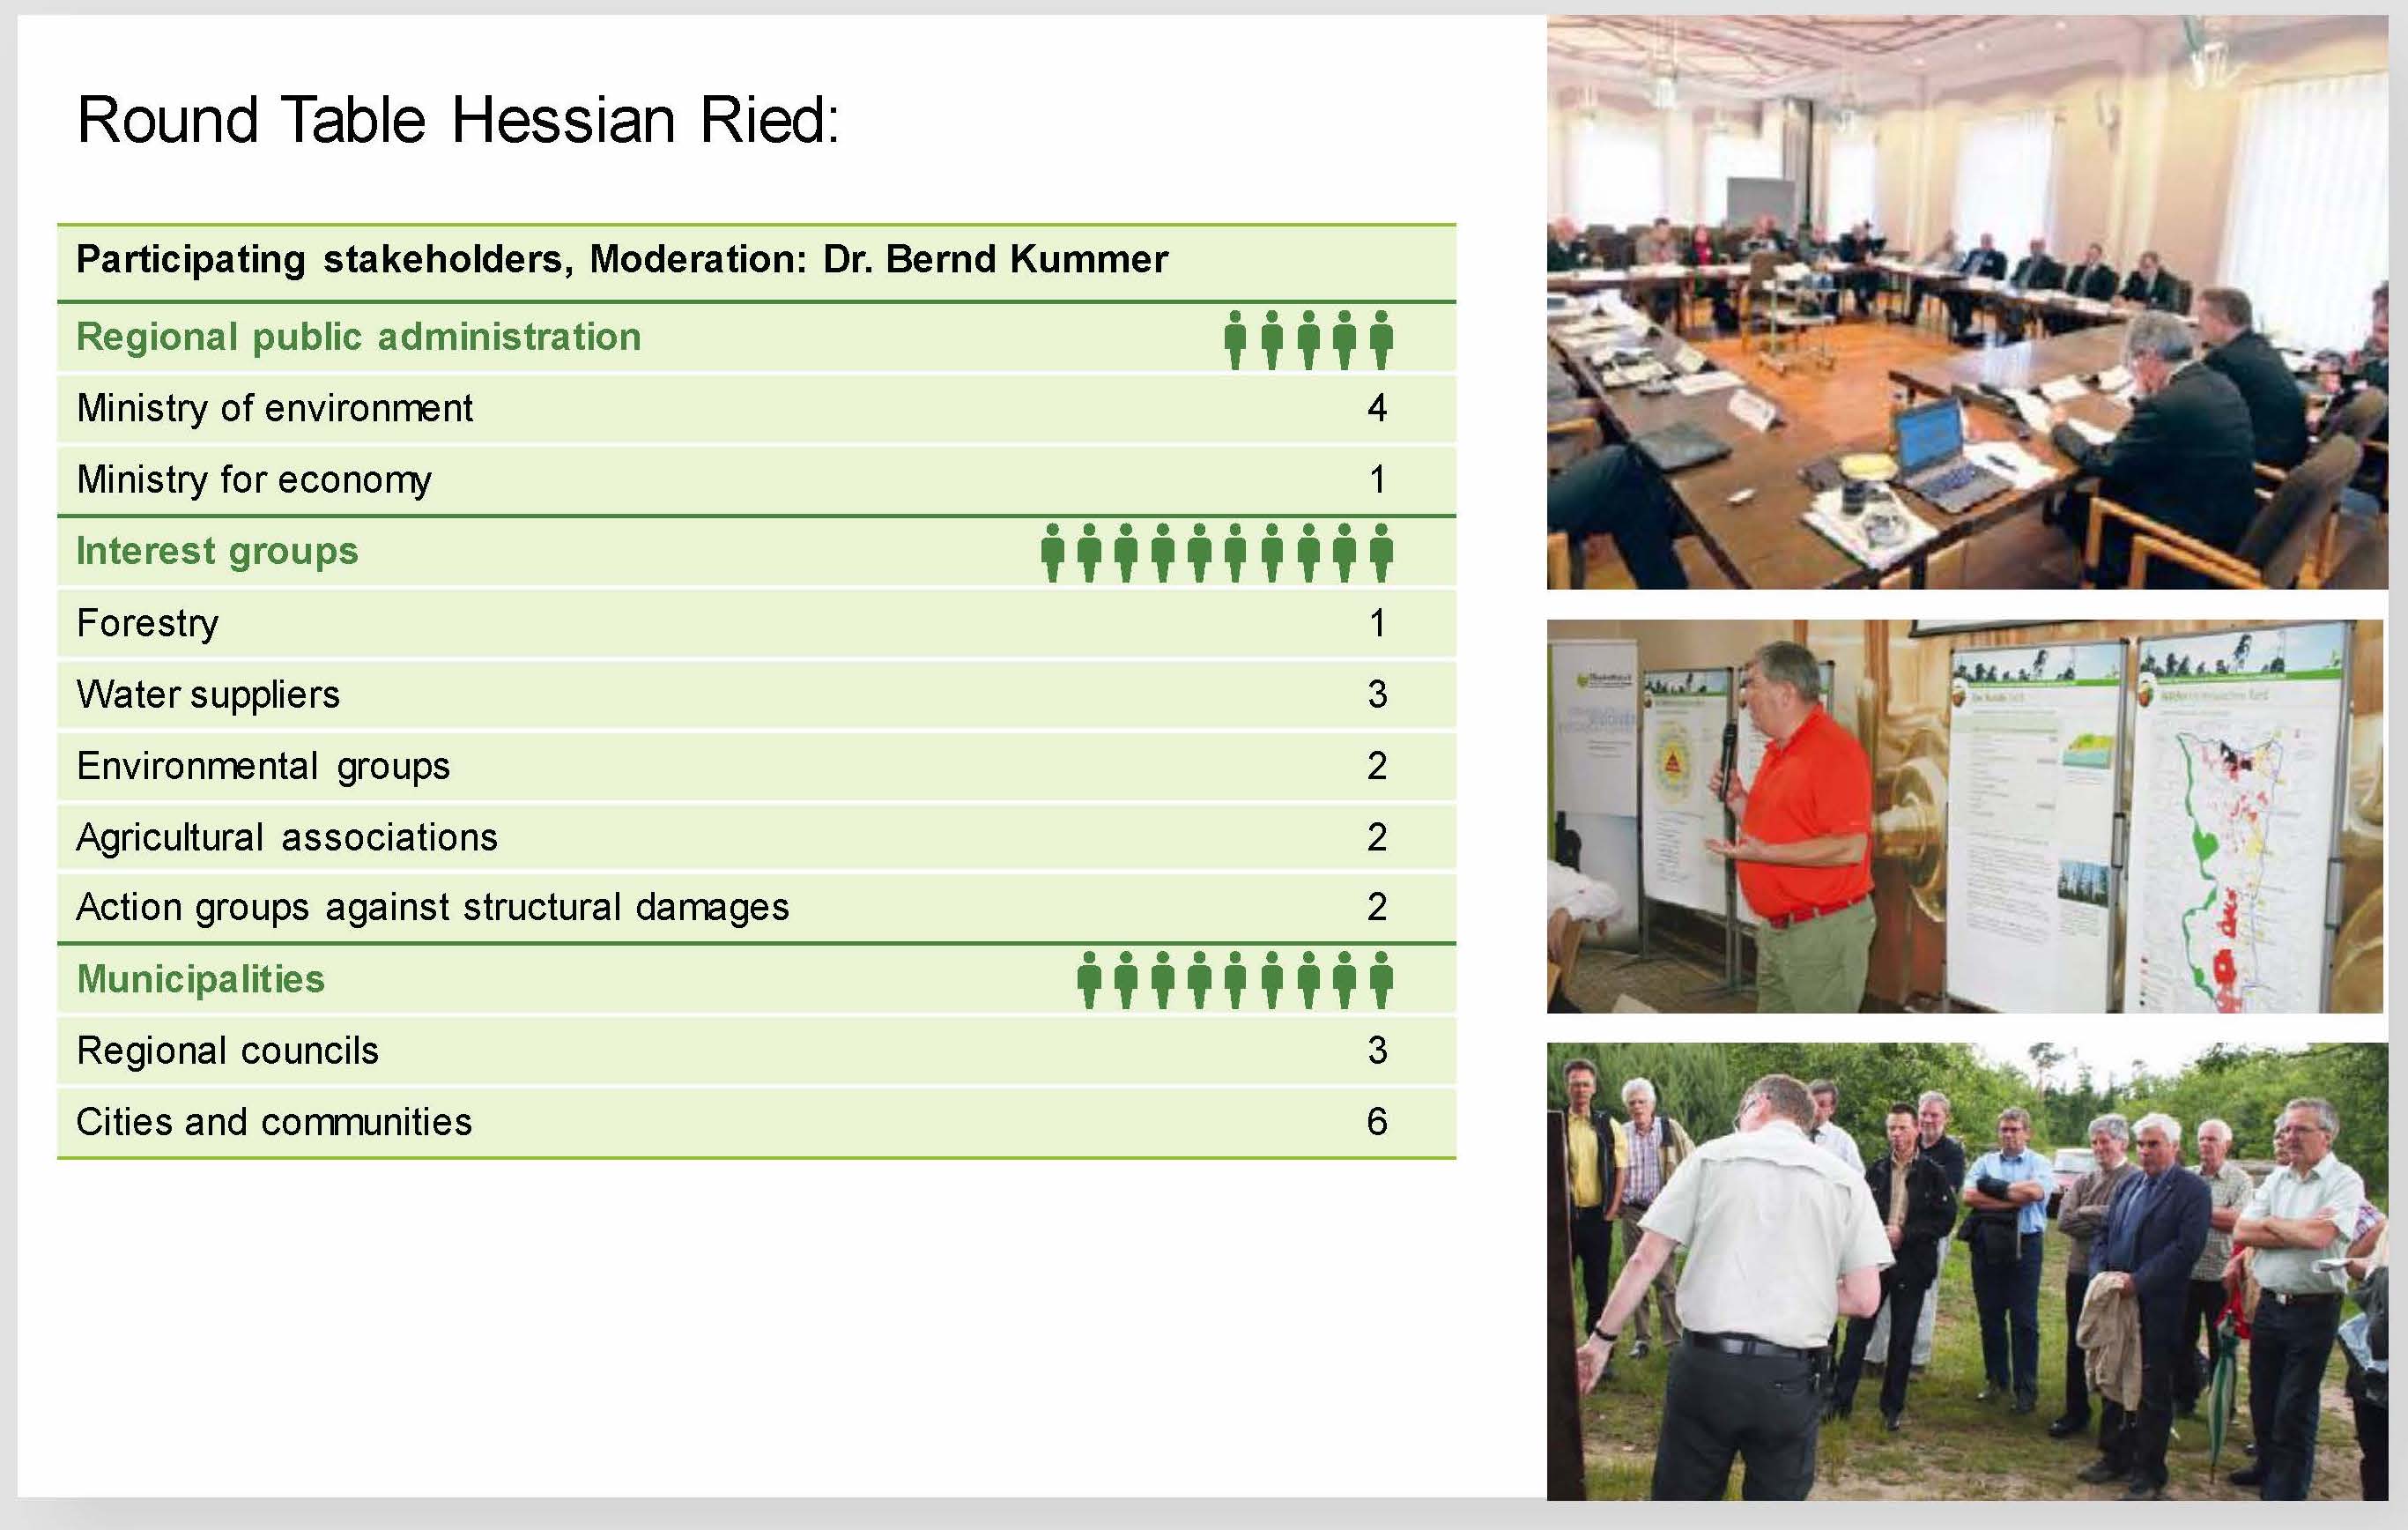 Round Table Hessian Ried:
Participating stakeholders, Moderation: Dr. Bernd Kummer
Regional public administration
Ministry of environment 4
Ministry for economy 1
Interest groups
Forestry 1
Water suppliers 3
Environmental groups 2
Agricultural associations 2
Action groups against structural damages 2
Municipalities
Regional councils 3
Cities and communities 6